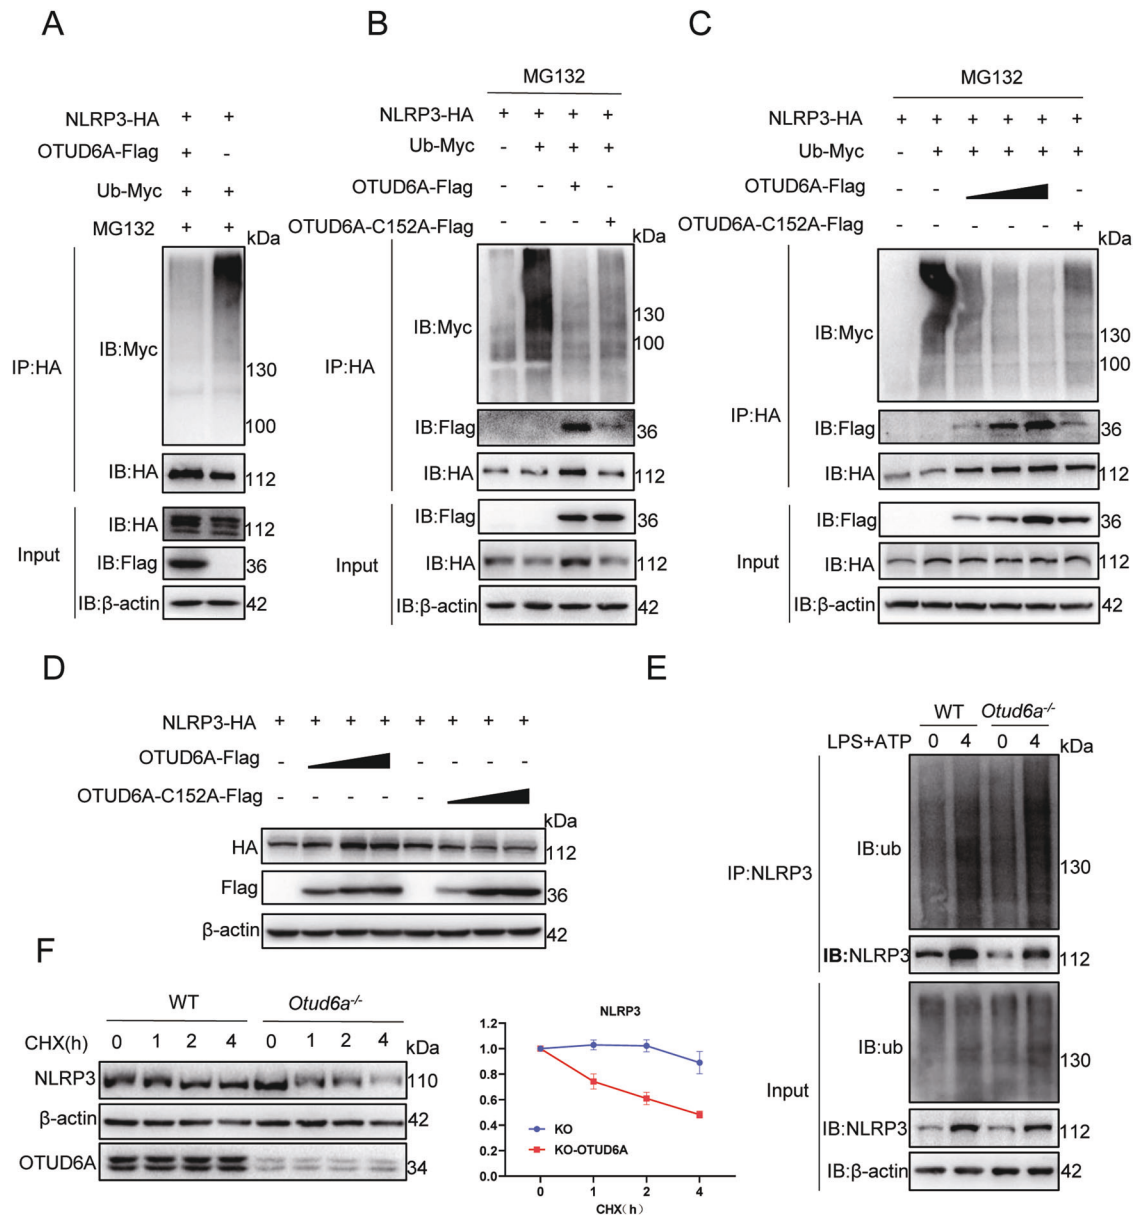 A
NLRP3-HA + +
OTUD6A-Flag + -
Ub-Myc + +
MG132 + +
kDa
IP:HA
IB:Myc
130
100
IB:HA 112
Input
IB:HA 112
IB:Flag 36
IB:β-actin 42
B
MG132
NLRP3-HA + + + +
Ub-Myc - + + +
OTUD6A-Flag - - + -
OTUD6A-C152A-Flag - - - +
kDa
IP:HA
IB:Myc
130
100
IB:Flag 36
IB:HA 112
Input
IB:Flag 36
IB:HA 112
IB:β-actin 42
C
MG132
NLRP3-HA + + + + + +
Ub-Myc - + + + + +
OTUD6A-Flag - - -
OTUD6A-C152A-Flag - - - - - +
kDa
IP:HA
IB:Myc
130
100
IB:Flag 36
IB:HA 112
Input
IB:Flag 36
IB:HA 112
IB:β-actin 42
D
NLRP3-HA + + + + + + + +
OTUD6A-Flag - - - - -
OTUD6A-C152A-Flag - - - - -
kDa
HA 112
Flag 36
β-actin 42
E
WT Otud6a-/-
LPS+ATP 0 4 0 4
kDa
IP:NLRP3
IB:ub
130
IB:NLRP3 112
Input
IB:ub
130
IB:NLRP3 112
IB:β-actin 42
F
WT Otud6a-/-
CHX(h) 0 1 2 4 0 1 2 4
kDa
NLRP3 110
β-actin 42
OTUD6A 34
NLRP3
1.2
1.0
0.8
0.6
0.4
0.2
0.0
KO
KO-OTUD6A
0 1 2 4
CHX(h)